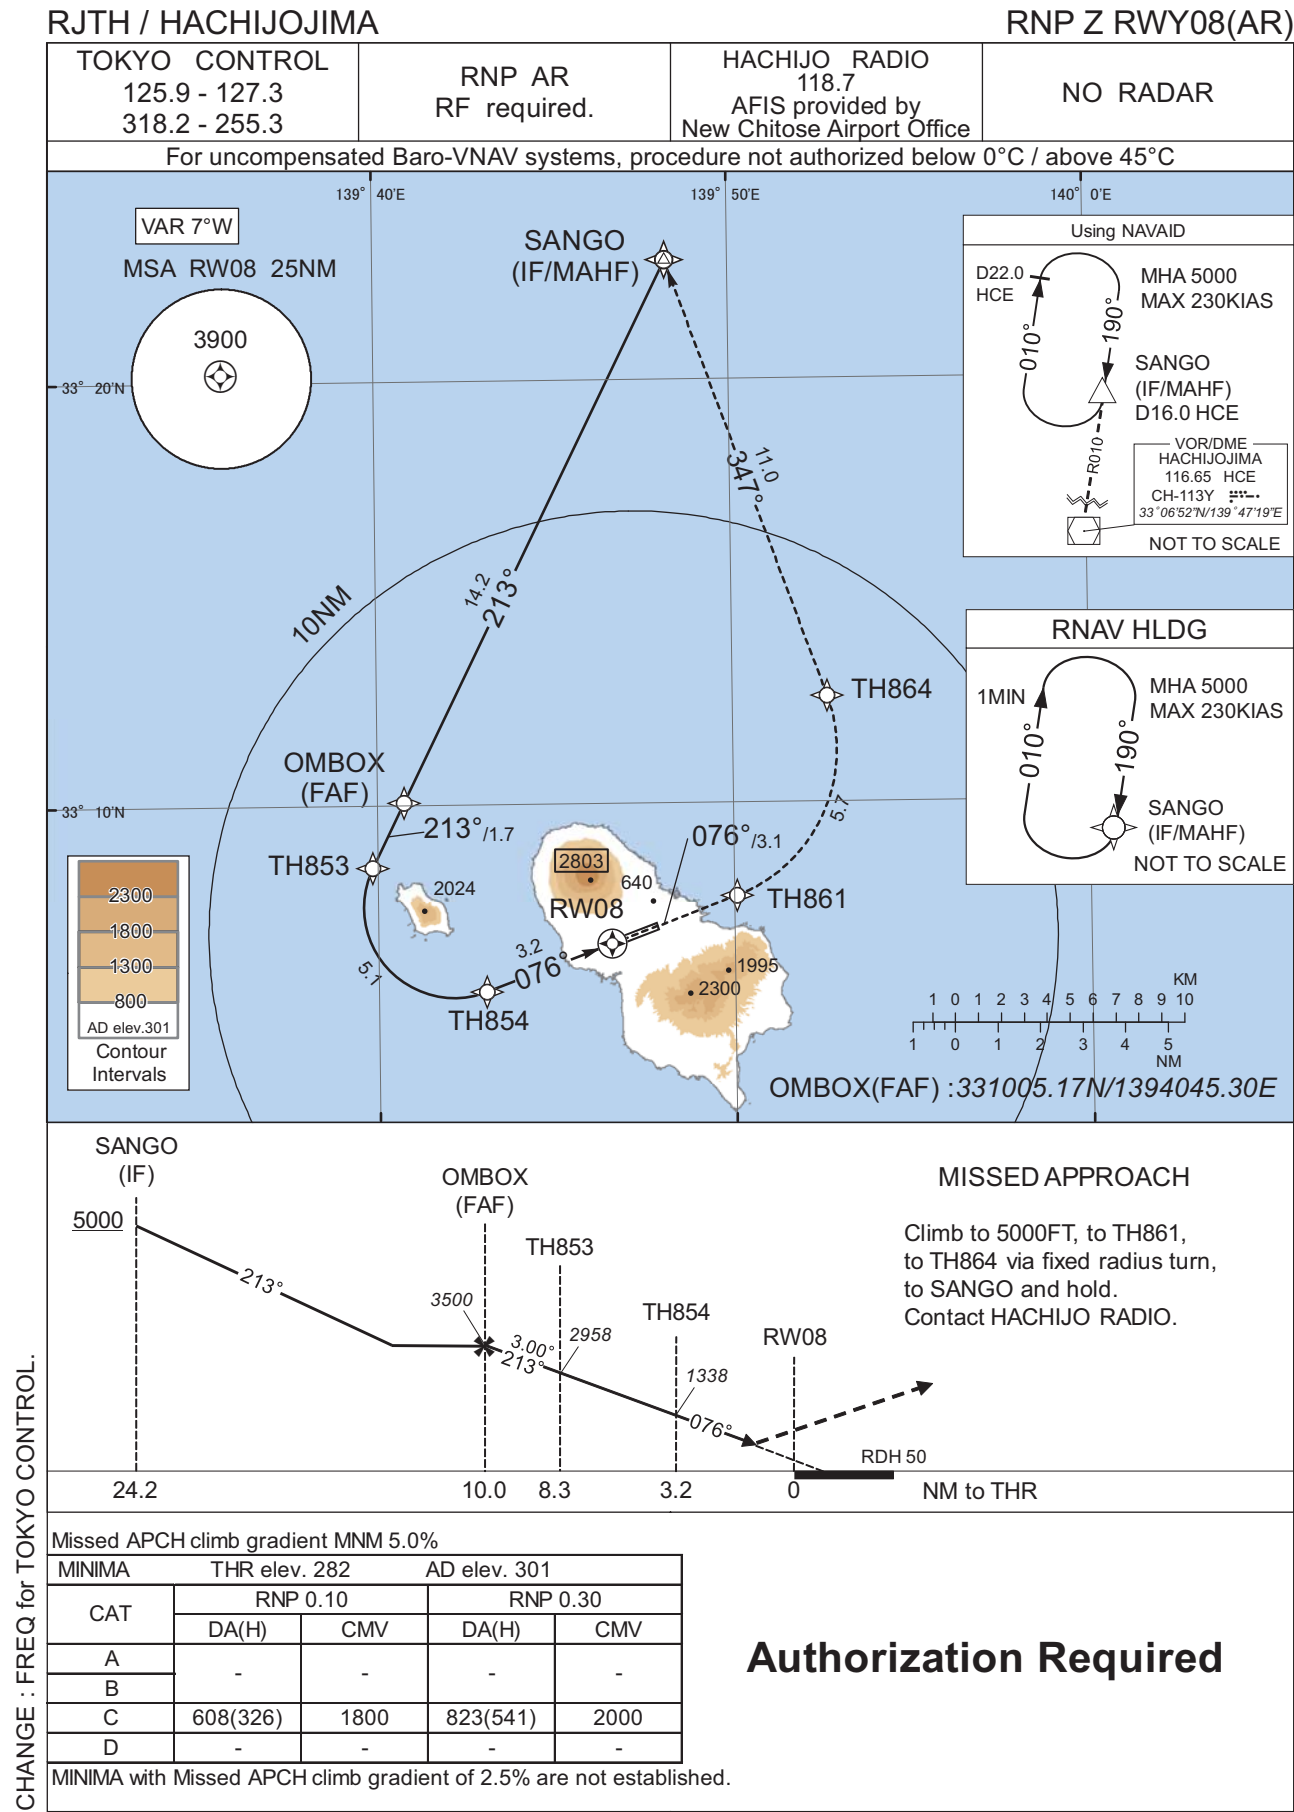 RJTH / HACHIJOJIMA
RNP Z RWY08(AR)
TOKYO CONTROL
125.9 - 127.3
318.2 - 255.3
RNP AR
RF required.
HACHIJO RADIO
118.7
AFIS provided by
New Chitose Airport Office
NO RADAR
For uncompensated Baro-VNAV systems, procedure not authorized below 0°C / above 45°C
139° 40'E
139° 50'E
140° 0'E
VAR 7°W
MSA RW08 25NM
3900
33° 20'N
SANGO
(IF/MAHF)
Using NAVAID
D22.0
HCE
MHA 5000
MAX 230KIAS
010°
190°
SANGO
(IF/MAHF)
D16.0 HCE
R010
VOR/DME
HACHIJOJIMA
116.65 HCE
CH-113Y
33°06'52"N/139°47'19"E
NOT TO SCALE
11.0
347°
14.2
213°
10NM
RNAV HLDG
1MIN
MHA 5000
MAX 230KIAS
010°
190°
SANGO
(IF/MAHF)
NOT TO SCALE
TH864
OMBOX
(FAF)
33° 10'N
213°/1.7
076°/3.1
5.7
TH853
2803
640
2024
RW08
TH861
2300
1800
1300
800
AD elev.301
Contour
Intervals
5.1
3.2
076°
TH854
1995
2300
KM
1 0 1 2 3 4 5 6 7 8 9 10
1 0 1 2 3 4 5
NM
OMBOX(FAF) :331005.17N/1394045.30E
SANGO
(IF)
5000
213°
OMBOX
(FAF)
3500
TH853
3.00°
213°
2958
TH854
1338
076°
RW08
RDH 50
24.2
10.0
8.3
3.2
0
NM to THR
MISSED APPROACH
Climb to 5000FT, to TH861,
to TH864 via fixed radius turn,
to SANGO and hold.
Contact HACHIJO RADIO.
Missed APCH climb gradient MNM 5.0%
MINIMA THR elev. 282 AD elev. 301
CAT RNP 0.10 RNP 0.30
DA(H) CMV DA(H) CMV
A
- - - -
B
C 608(326) 1800 823(541) 2000
D - - - -
MINIMA with Missed APCH climb gradient of 2.5% are not established.
Authorization Required
CHANGE : FREQ for TOKYO CONTROL.